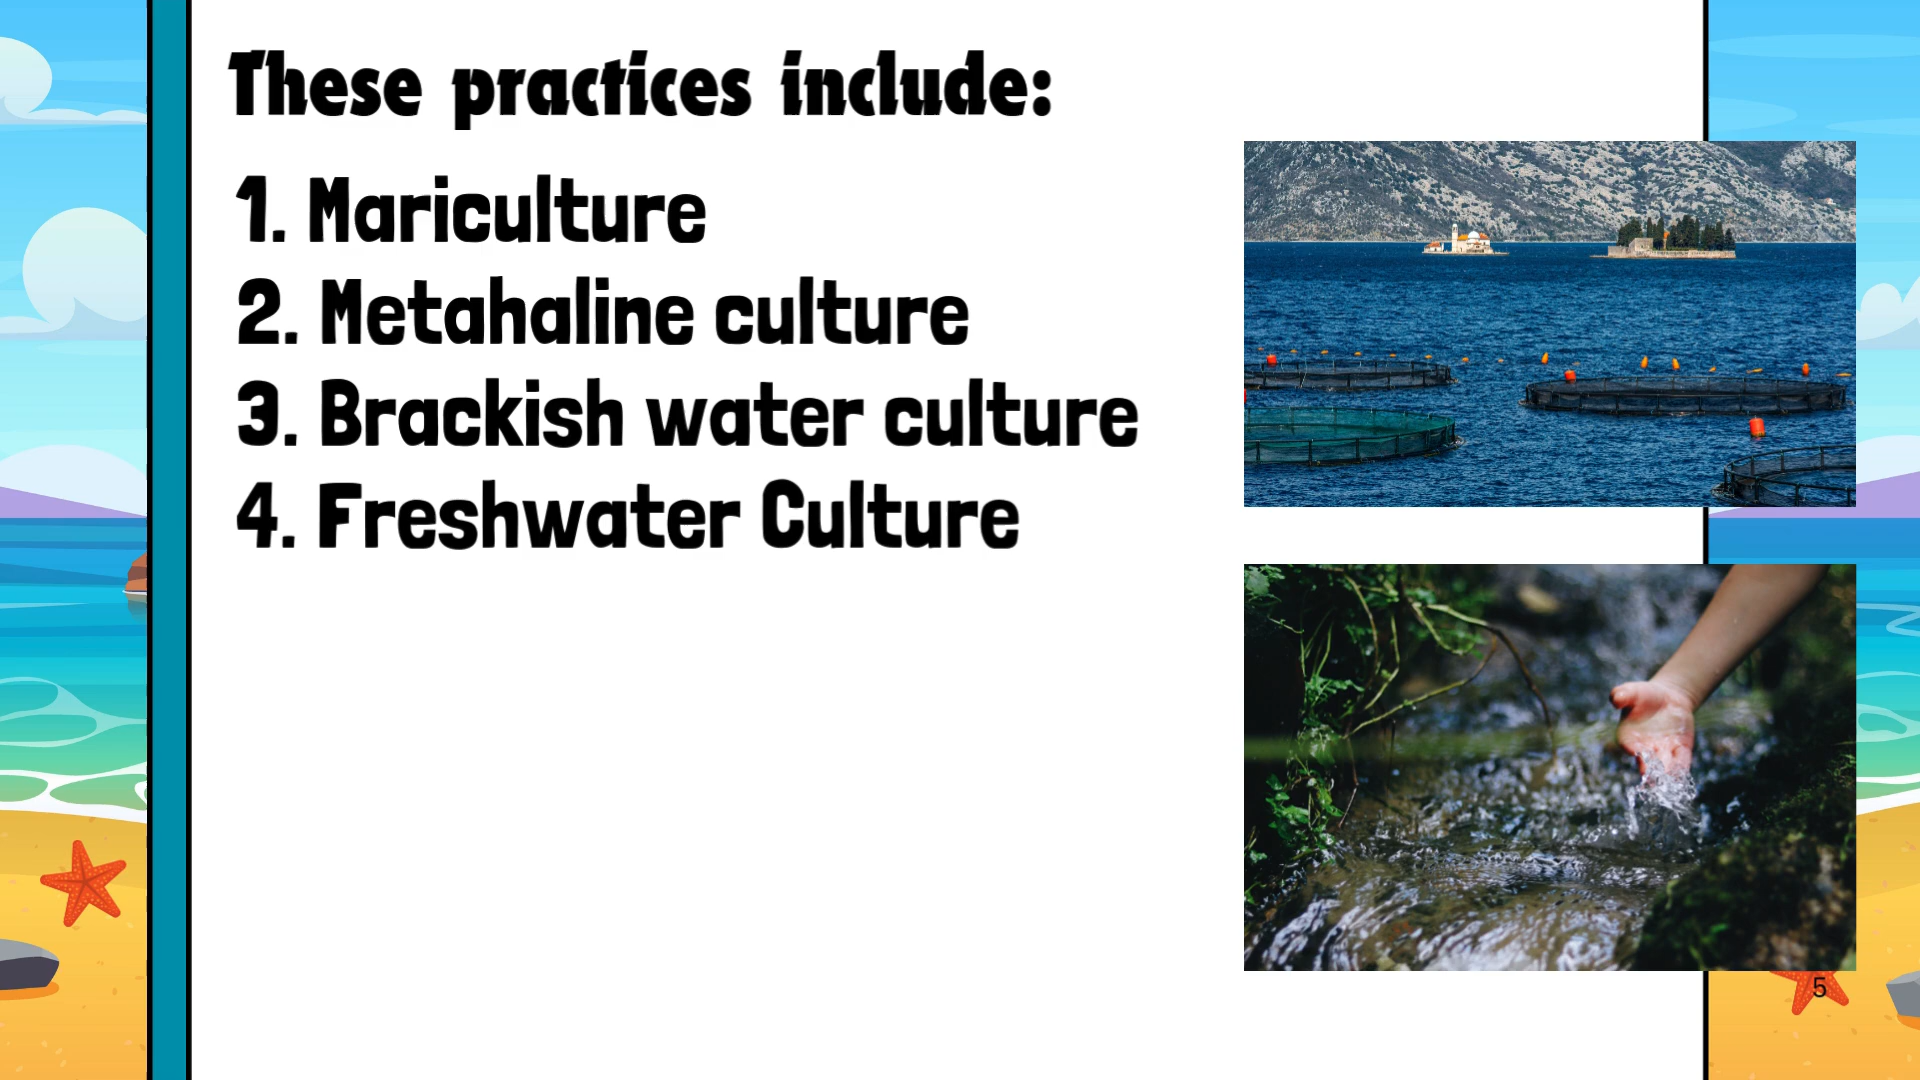 These practices include:
1. Mariculture
2. Metahaline culture
3. Brackish water culture
4. Freshwater Culture
5